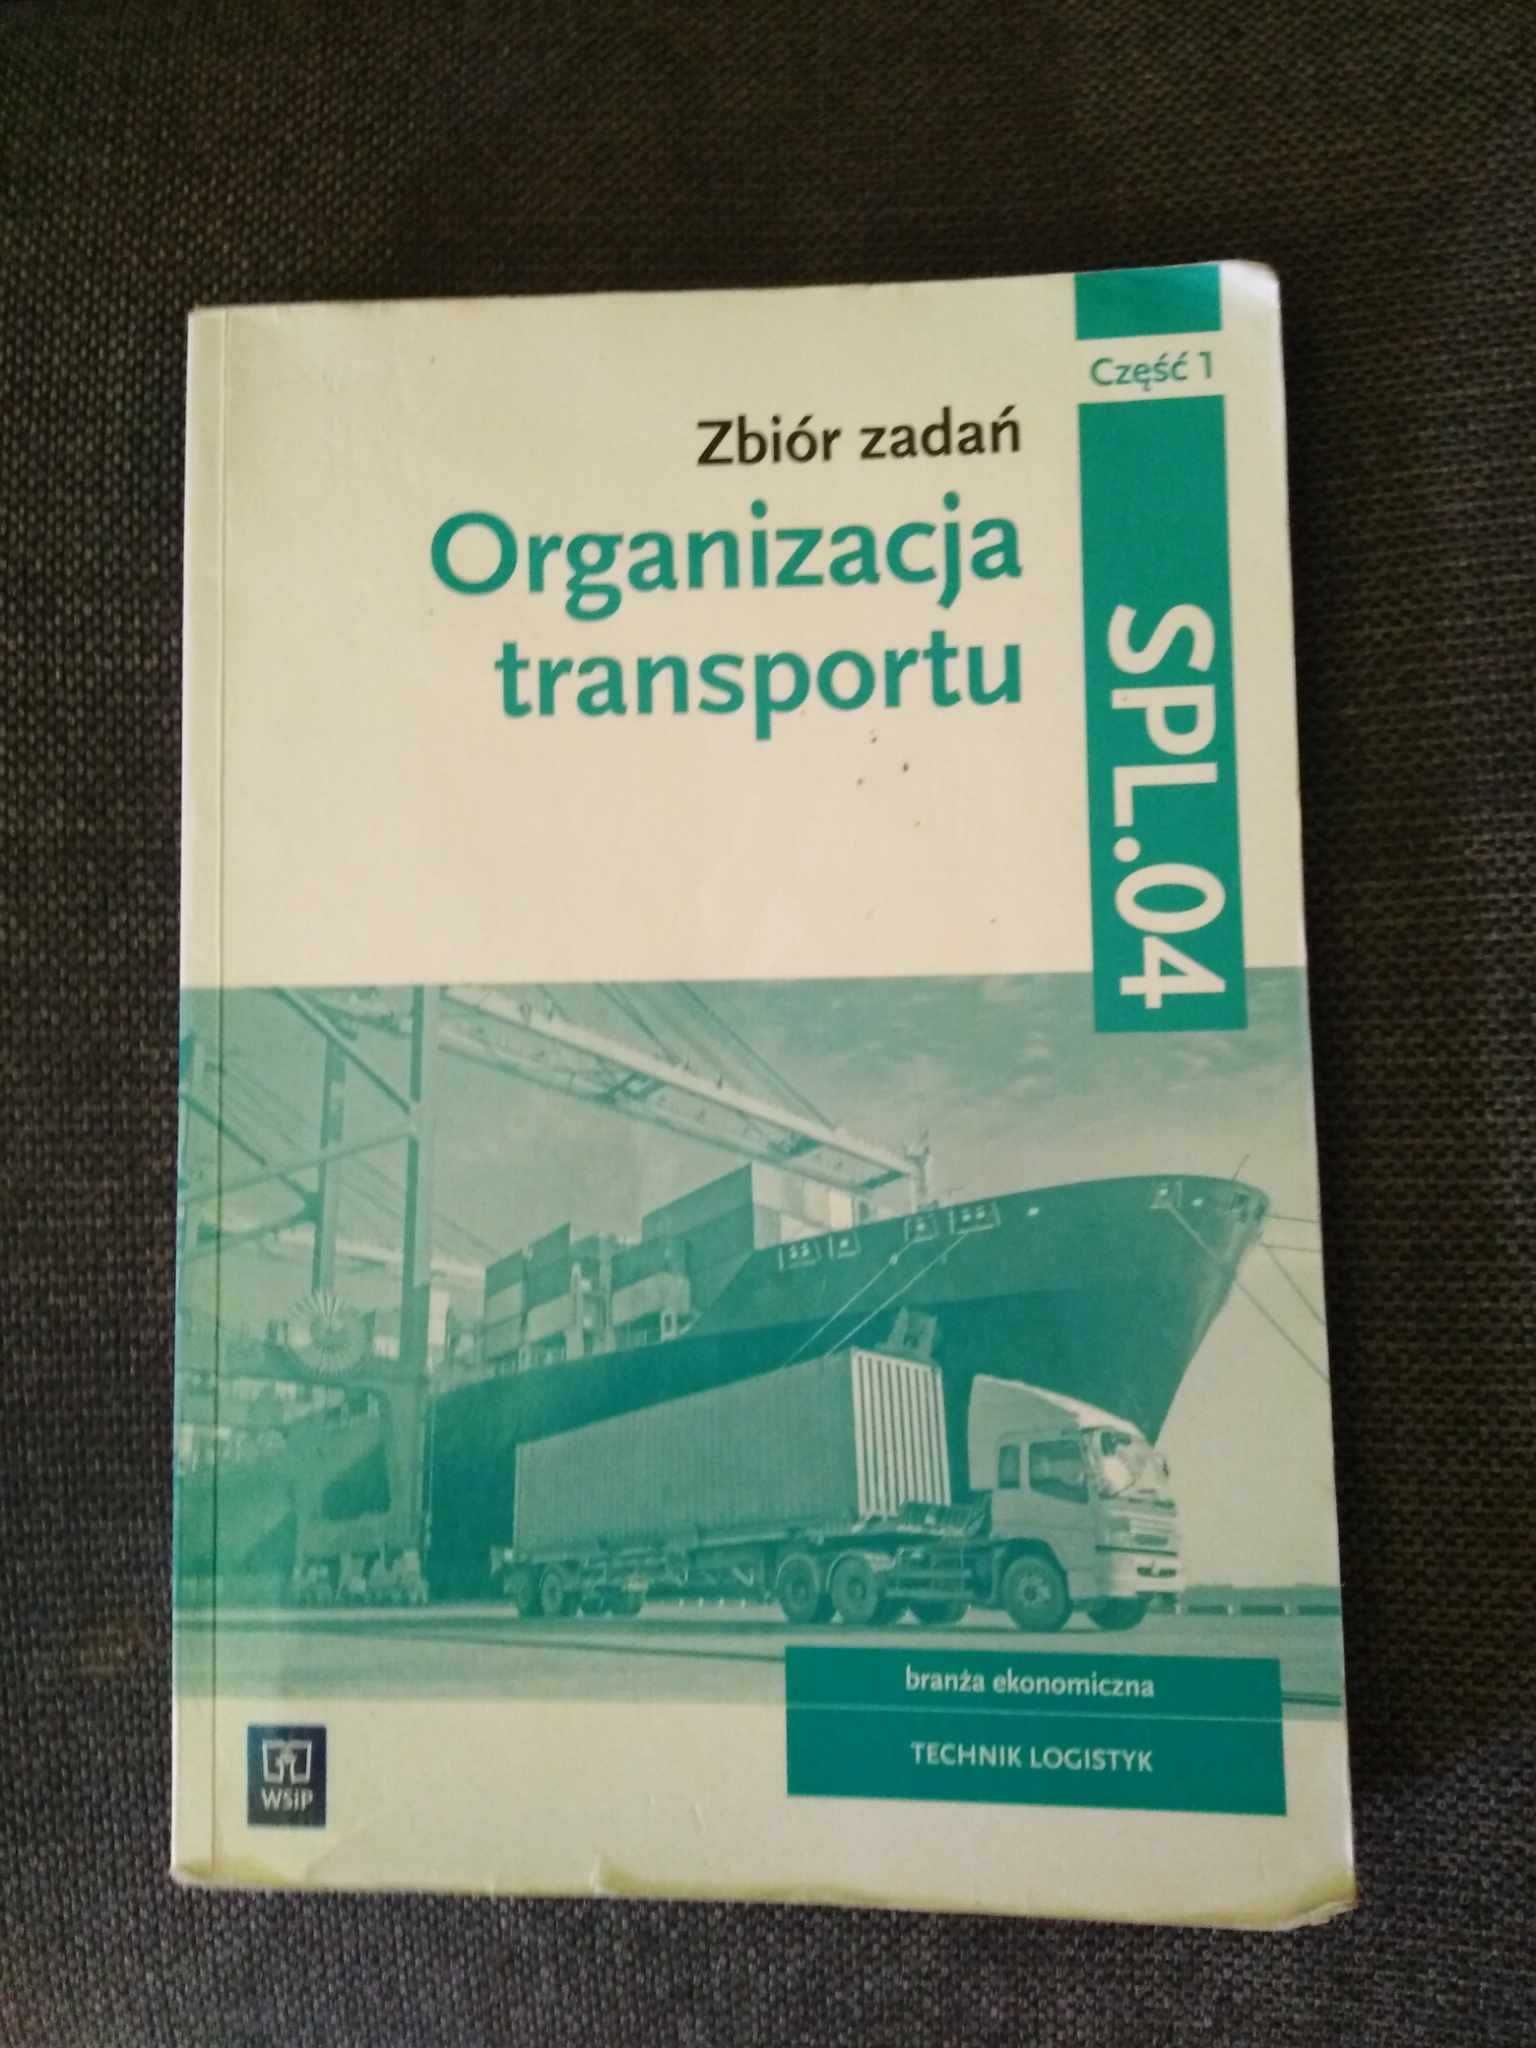 Część 1
Zbiór zadań
Organizacja
transportu
SPL.04
branża ekonomiczna
TECHNIK LOGISTYK
WSiP